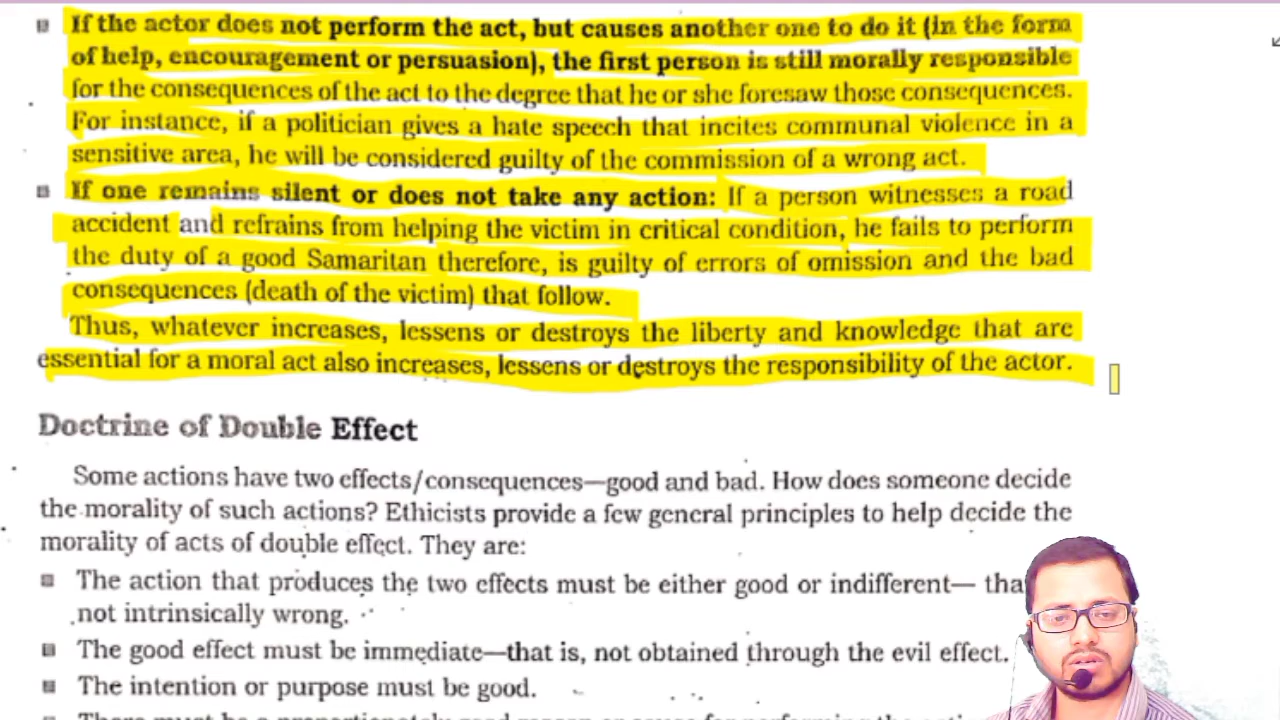 If the actor does not perform the act, but causes another one to do it (in the form
of help, encouragement or persuasion), the first person is still morally responsible
for the consequences of the act to the degree that he or she foresaw those consequences.
For instance, if a politician gives a hate speech that incites communal violence in a
sensitive area, he will be considered guilty of the commission of a wrong act.
If one remains silent or does not take any action: If a person witnesses a road
accident and refrains from helping the victim in critical condition, he fails to perform
the duty of a good Samaritan therefore, is guilty of errors of omission and the bad
consequences (death of the victim) that follow.
Thus, whatever increases, lessens or destroys the liberty and knowledge that are
essential for a moral act also increases, lessens or destroys the responsibility of the actor.
Doctrine of Double Effect
Some actions have two effects/consequences—good and bad. How does someone decide
the morality of such actions? Ethicists provide a few general principles to help decide the
morality of acts of double effect. They are:
The action that produces the two effects must be either good or indifferent— tha
not intrinsically wrong.
The good effect must be immediate—that is, not obtained through the evil effect.
The intention or purpose must be good.
There must be a proportionately good reason or cause for performing the